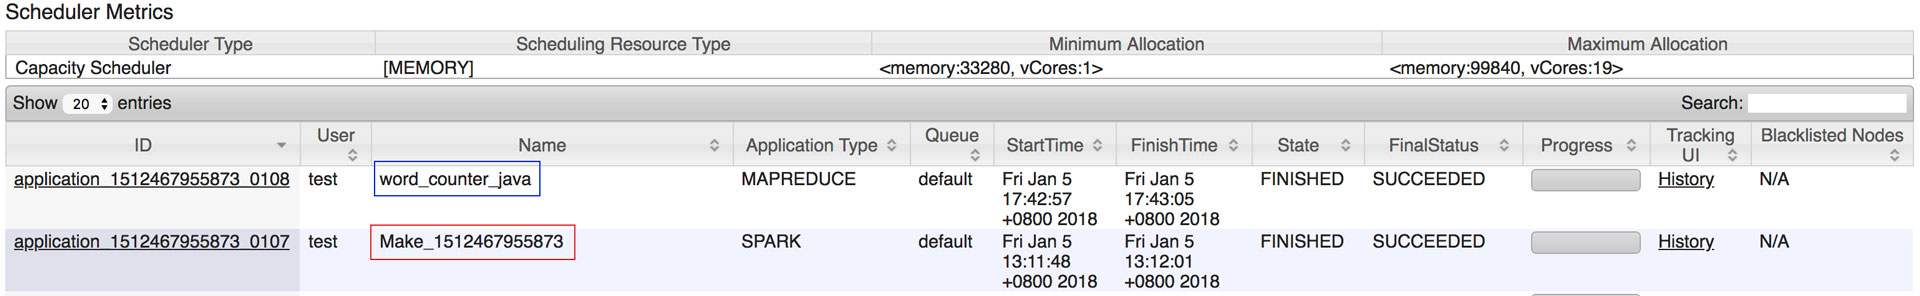 Scheduler Metrics
Scheduler Type Scheduling Resource Type Minimum Allocation Maximum Allocation
Capacity Scheduler [MEMORY] <memory:33280, vCores:1> <memory:99840, vCores:19>
Show 20 entries Search:
ID User Name Application Type Queue StartTime FinishTime State FinalStatus Progress Tracking UI Blacklisted Nodes
application_1512467955873_0108 test word_counter_java MAPREDUCE default Fri Jan 5 17:42:57 +0800 2018 Fri Jan 5 17:43:05 +0800 2018 FINISHED SUCCEEDED History N/A
application_1512467955873_0107 test Make_1512467955873 SPARK default Fri Jan 5 13:11:48 +0800 2018 Fri Jan 5 13:12:01 +0800 2018 FINISHED SUCCEEDED History N/A